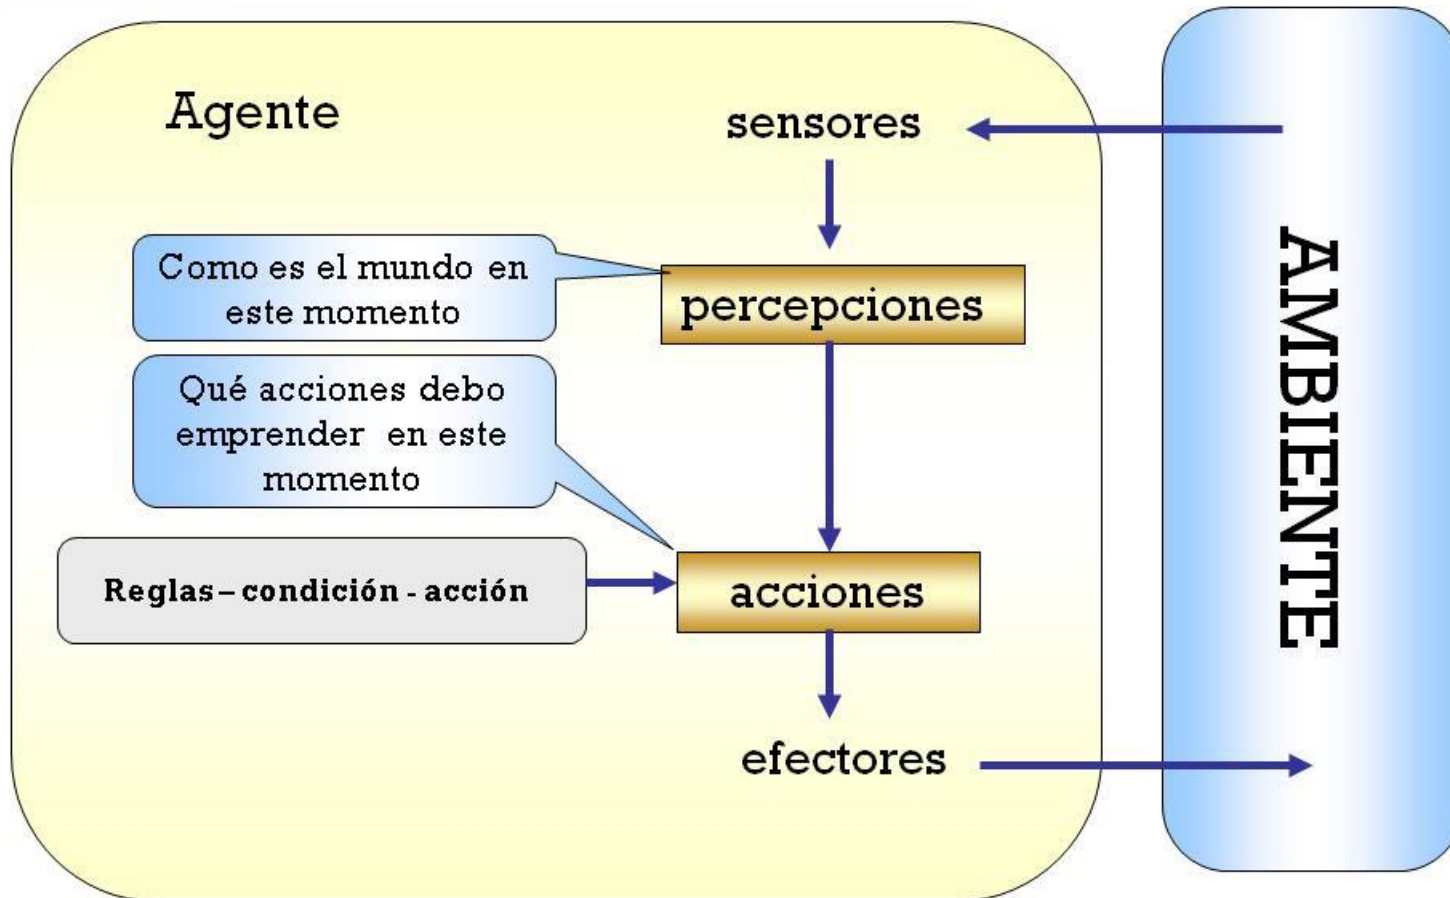 Agente
sensores
Como es el mundo en
este momento
percepciones
Qué acciones debo
emprender en este
momento
Reglas – condición - acción
acciones
efectores
AMBIENTE